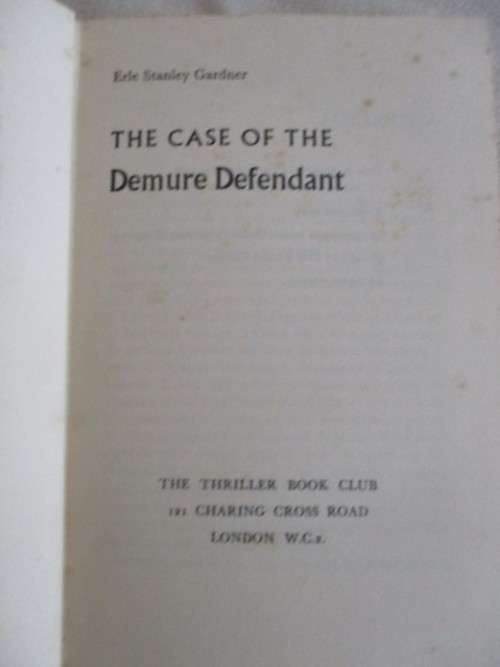 Erle Stanley Gardner
THE CASE OF THE
Demure Defendant
THE THRILLER BOOK CLUB
121 CHARING CROSS ROAD
LONDON W.C.2.